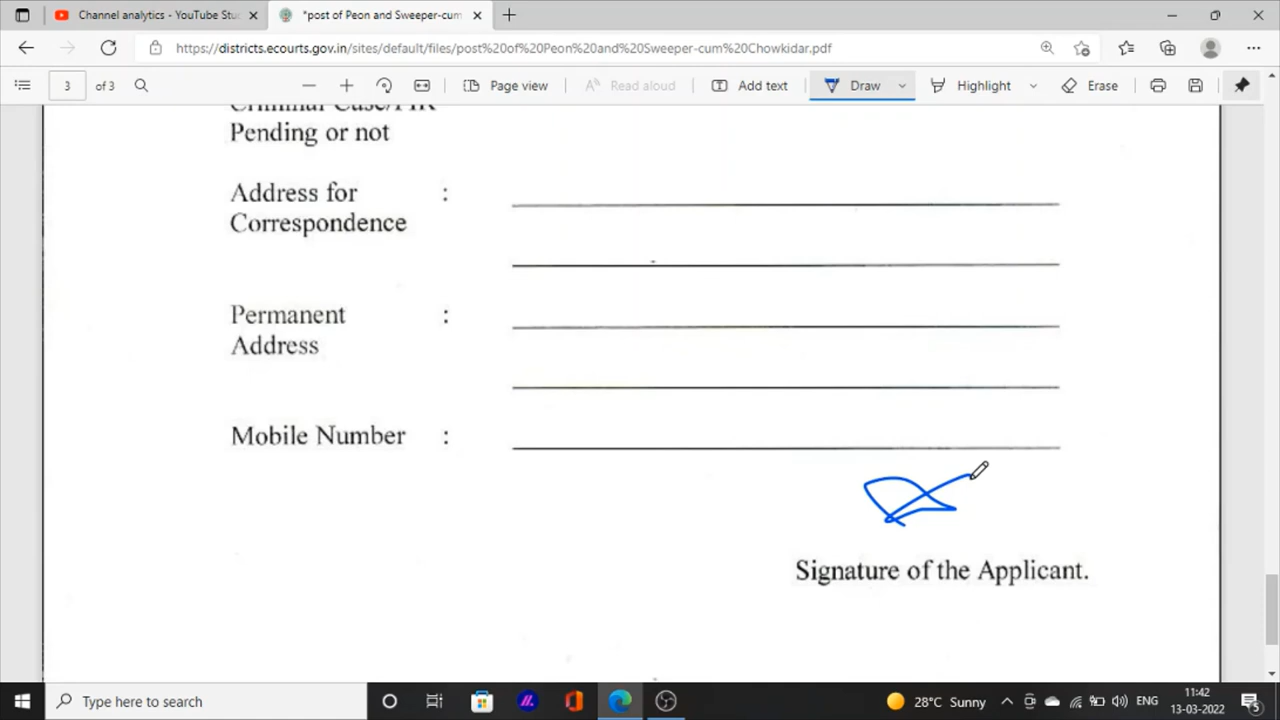 Channel analytics - YouTube Stu
*post of Peon and Sweeper-cum
https://districts.ecourts.gov.in/sites/default/files/post%20of%20Peon%20and%20Sweeper-cum%20Chowkidar.pdf
3 of 3 Page view Read aloud Add text Draw Highlight Erase
Criminal Case/FIR
Pending or not
Address for :
Correspondence
Permanent :
Address
Mobile Number :
Signature of the Applicant.
Type here to search
28°C Sunny
ENG
11:42
13-03-2022
5